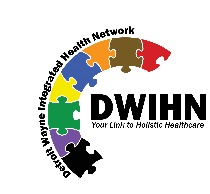 Detroit Wayne Integrated Health Network
DWIHN
Your Link to Holistic Healthcare